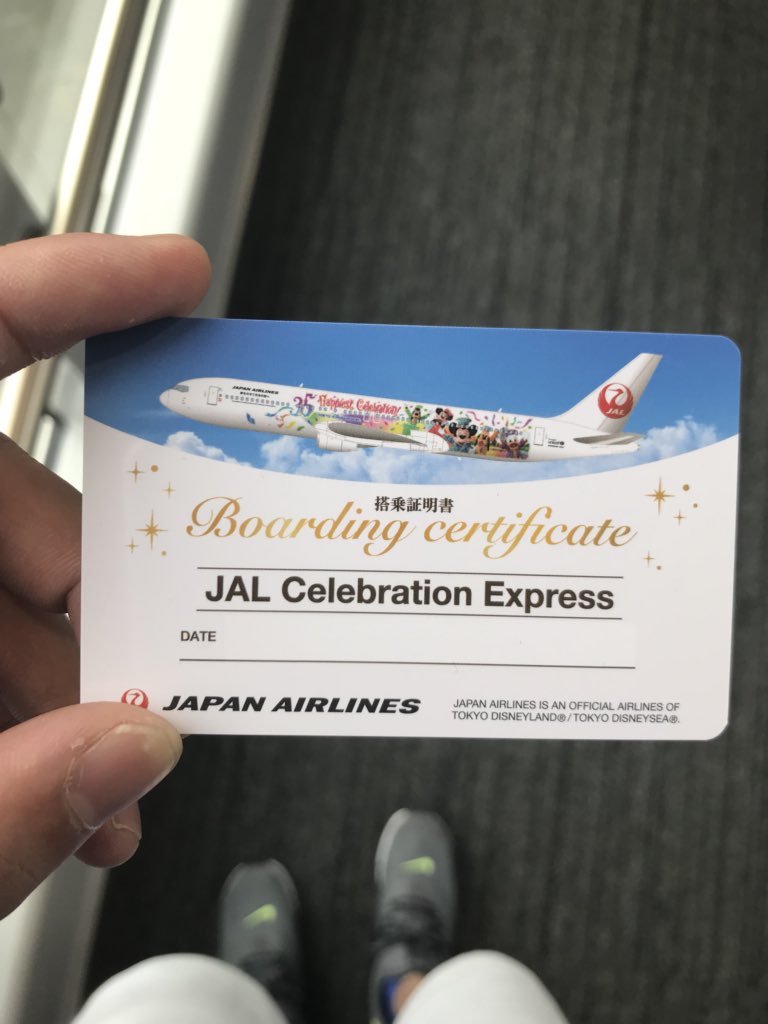 JAPAN AIRLINES
35 Happiest Celebration!
JAL
unicef
搭乗証明書
Boarding certificate
JAL Celebration Express
DATE
JAPAN AIRLINES
JAPAN AIRLINES IS AN OFFICIAL AIRLINES OF
TOKYO DISNEYLAND®/TOKYO DISNEYSEA®.